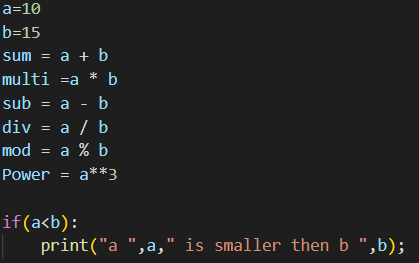 a=10
b=15
sum = a + b
multi =a * b
sub = a - b
div = a / b
mod = a % b
Power = a**3
if(a<b):
    print("a ",a," is smaller then b ",b);